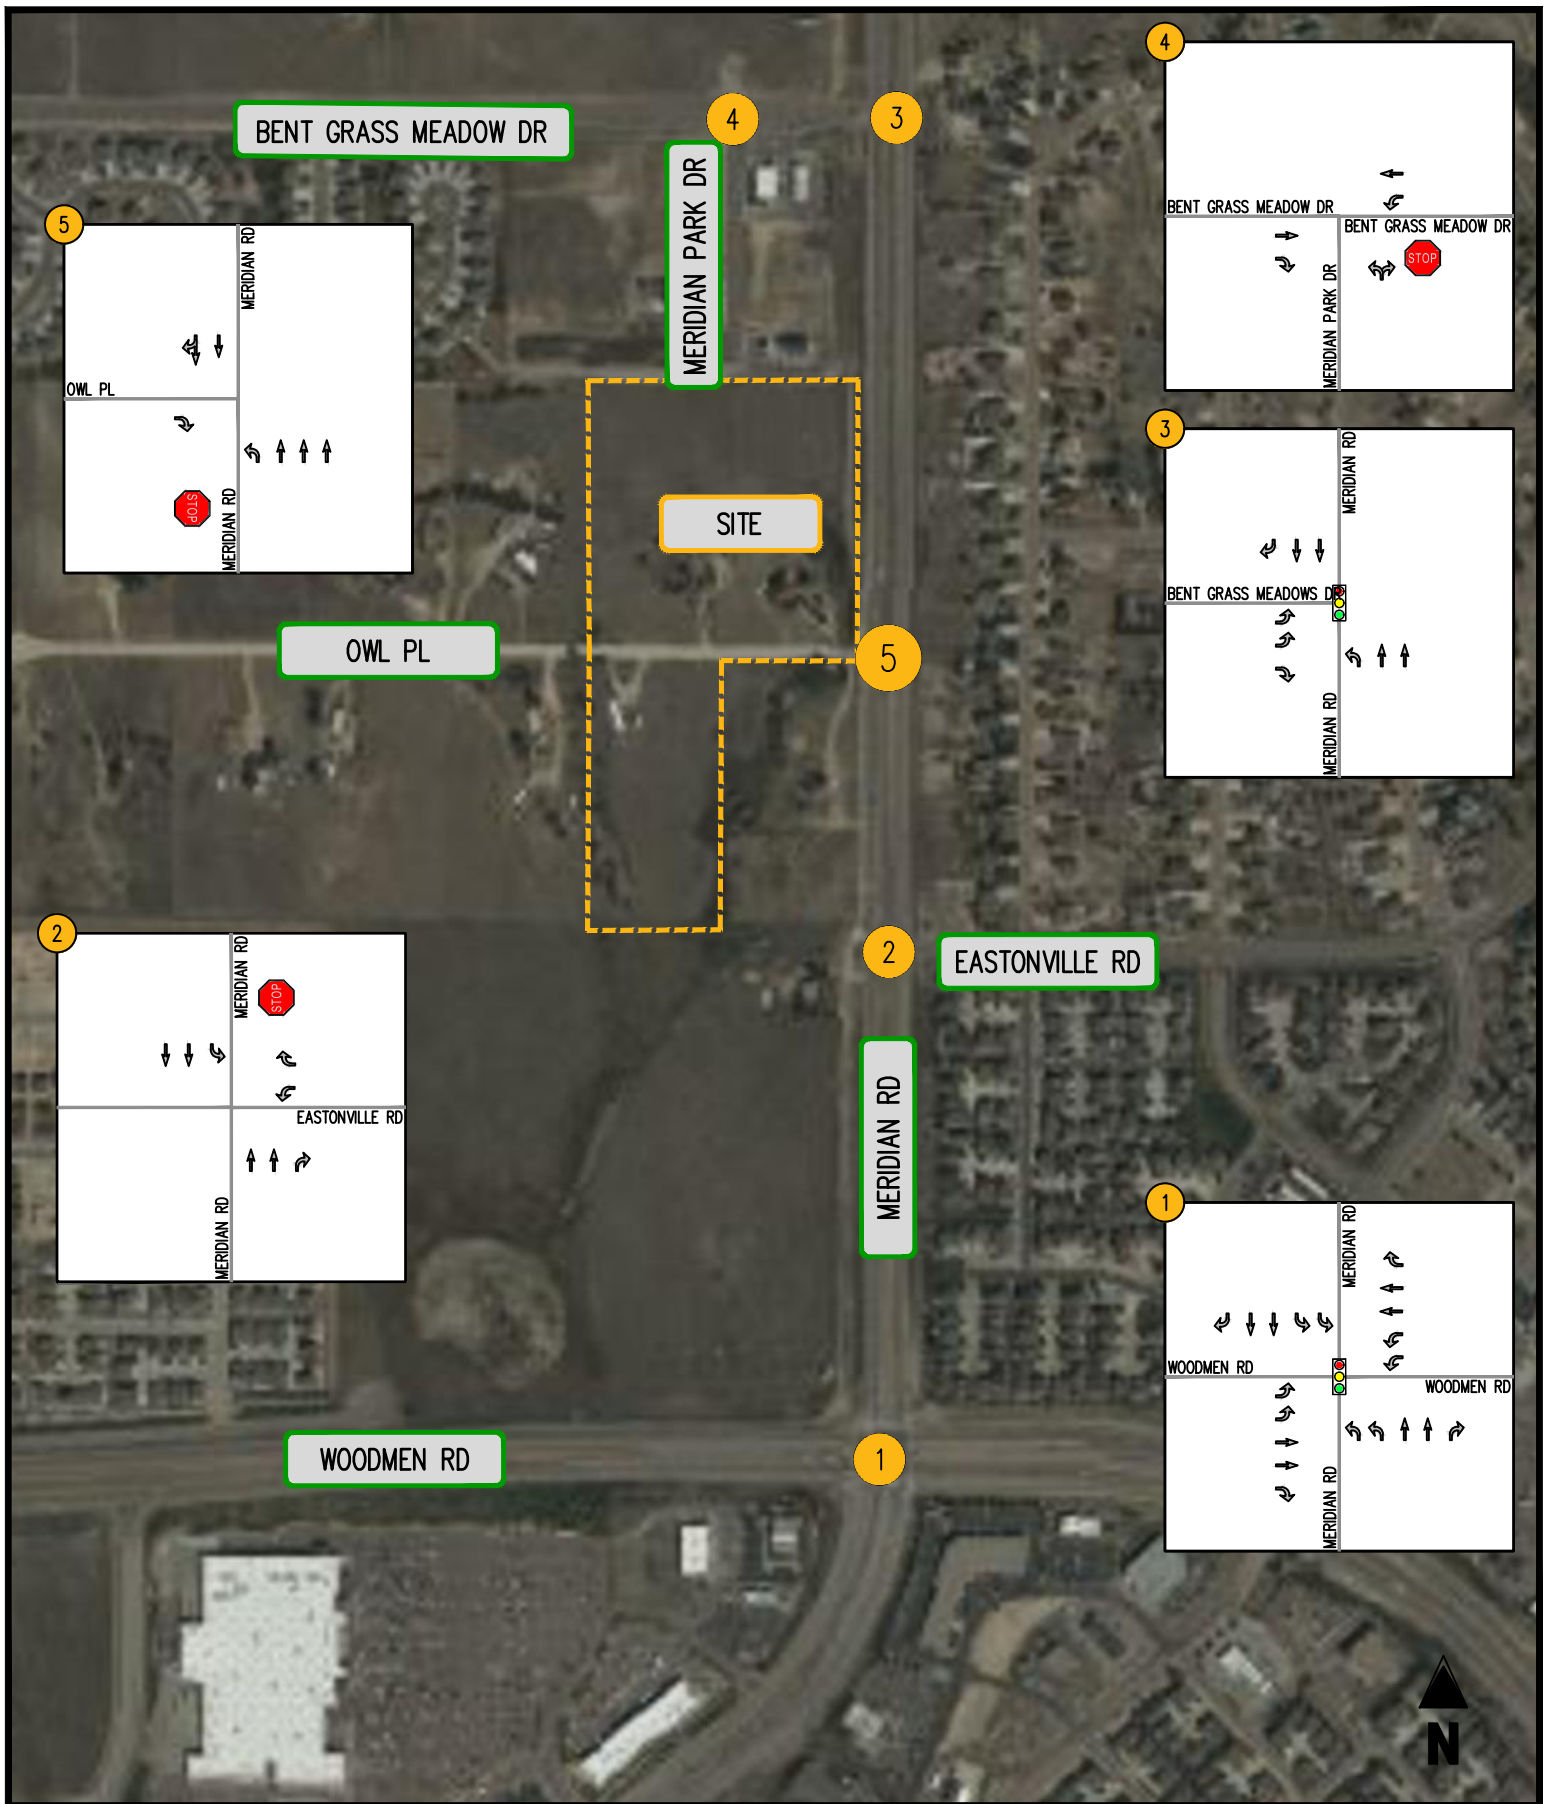 4
BENT GRASS MEADOW DR
4
3
MERIDIAN PARK DR
BENT GRASS MEADOW DR
BENT GRASS MEADOW DR
STOP
MERIDIAN PARK DR
5
MERIDIAN RD
OWL PL
STOP
MERIDIAN RD
3
MERIDIAN RD
BENT GRASS MEADOWS DR
MERIDIAN RD
SITE
OWL PL
5
2
MERIDIAN RD
STOP
EASTONVILLE RD
MERIDIAN RD
2
EASTONVILLE RD
MERIDIAN RD
1
MERIDIAN RD
WOODMEN RD
WOODMEN RD
MERIDIAN RD
WOODMEN RD
1
N